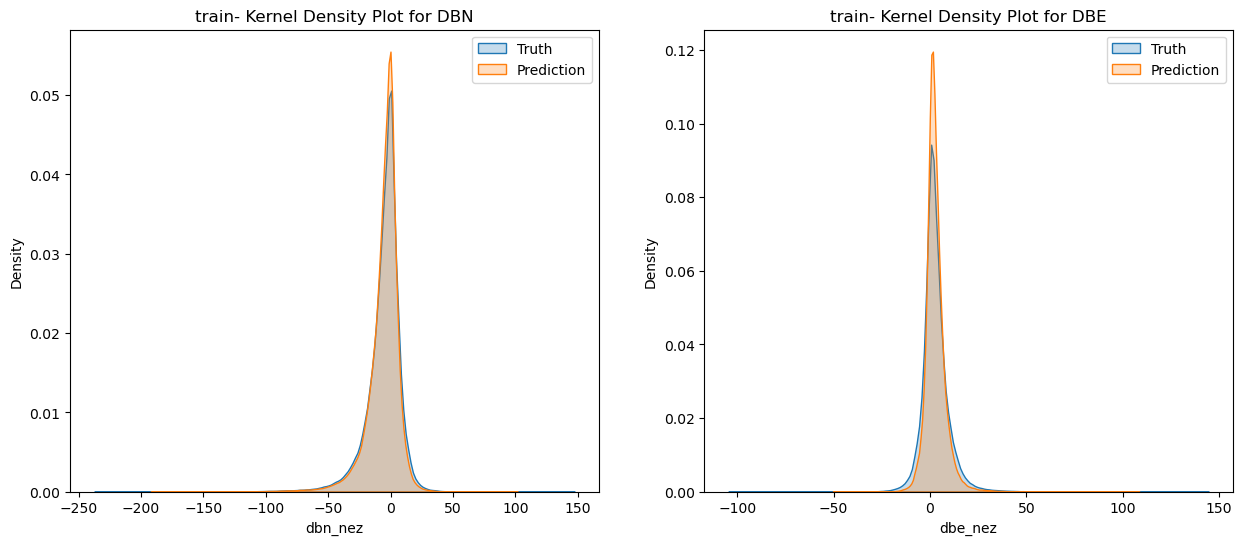 train- Kernel Density Plot for DBN
Truth
Prediction
0.05
0.04
0.03
0.02
0.01
0.00
Density
−250
−200
−150
−100
−50
0
50
100
150
dbn_nez
train- Kernel Density Plot for DBE
Truth
Prediction
0.12
0.10
0.08
0.06
0.04
0.02
0.00
Density
−100
−50
0
50
100
150
dbe_nez